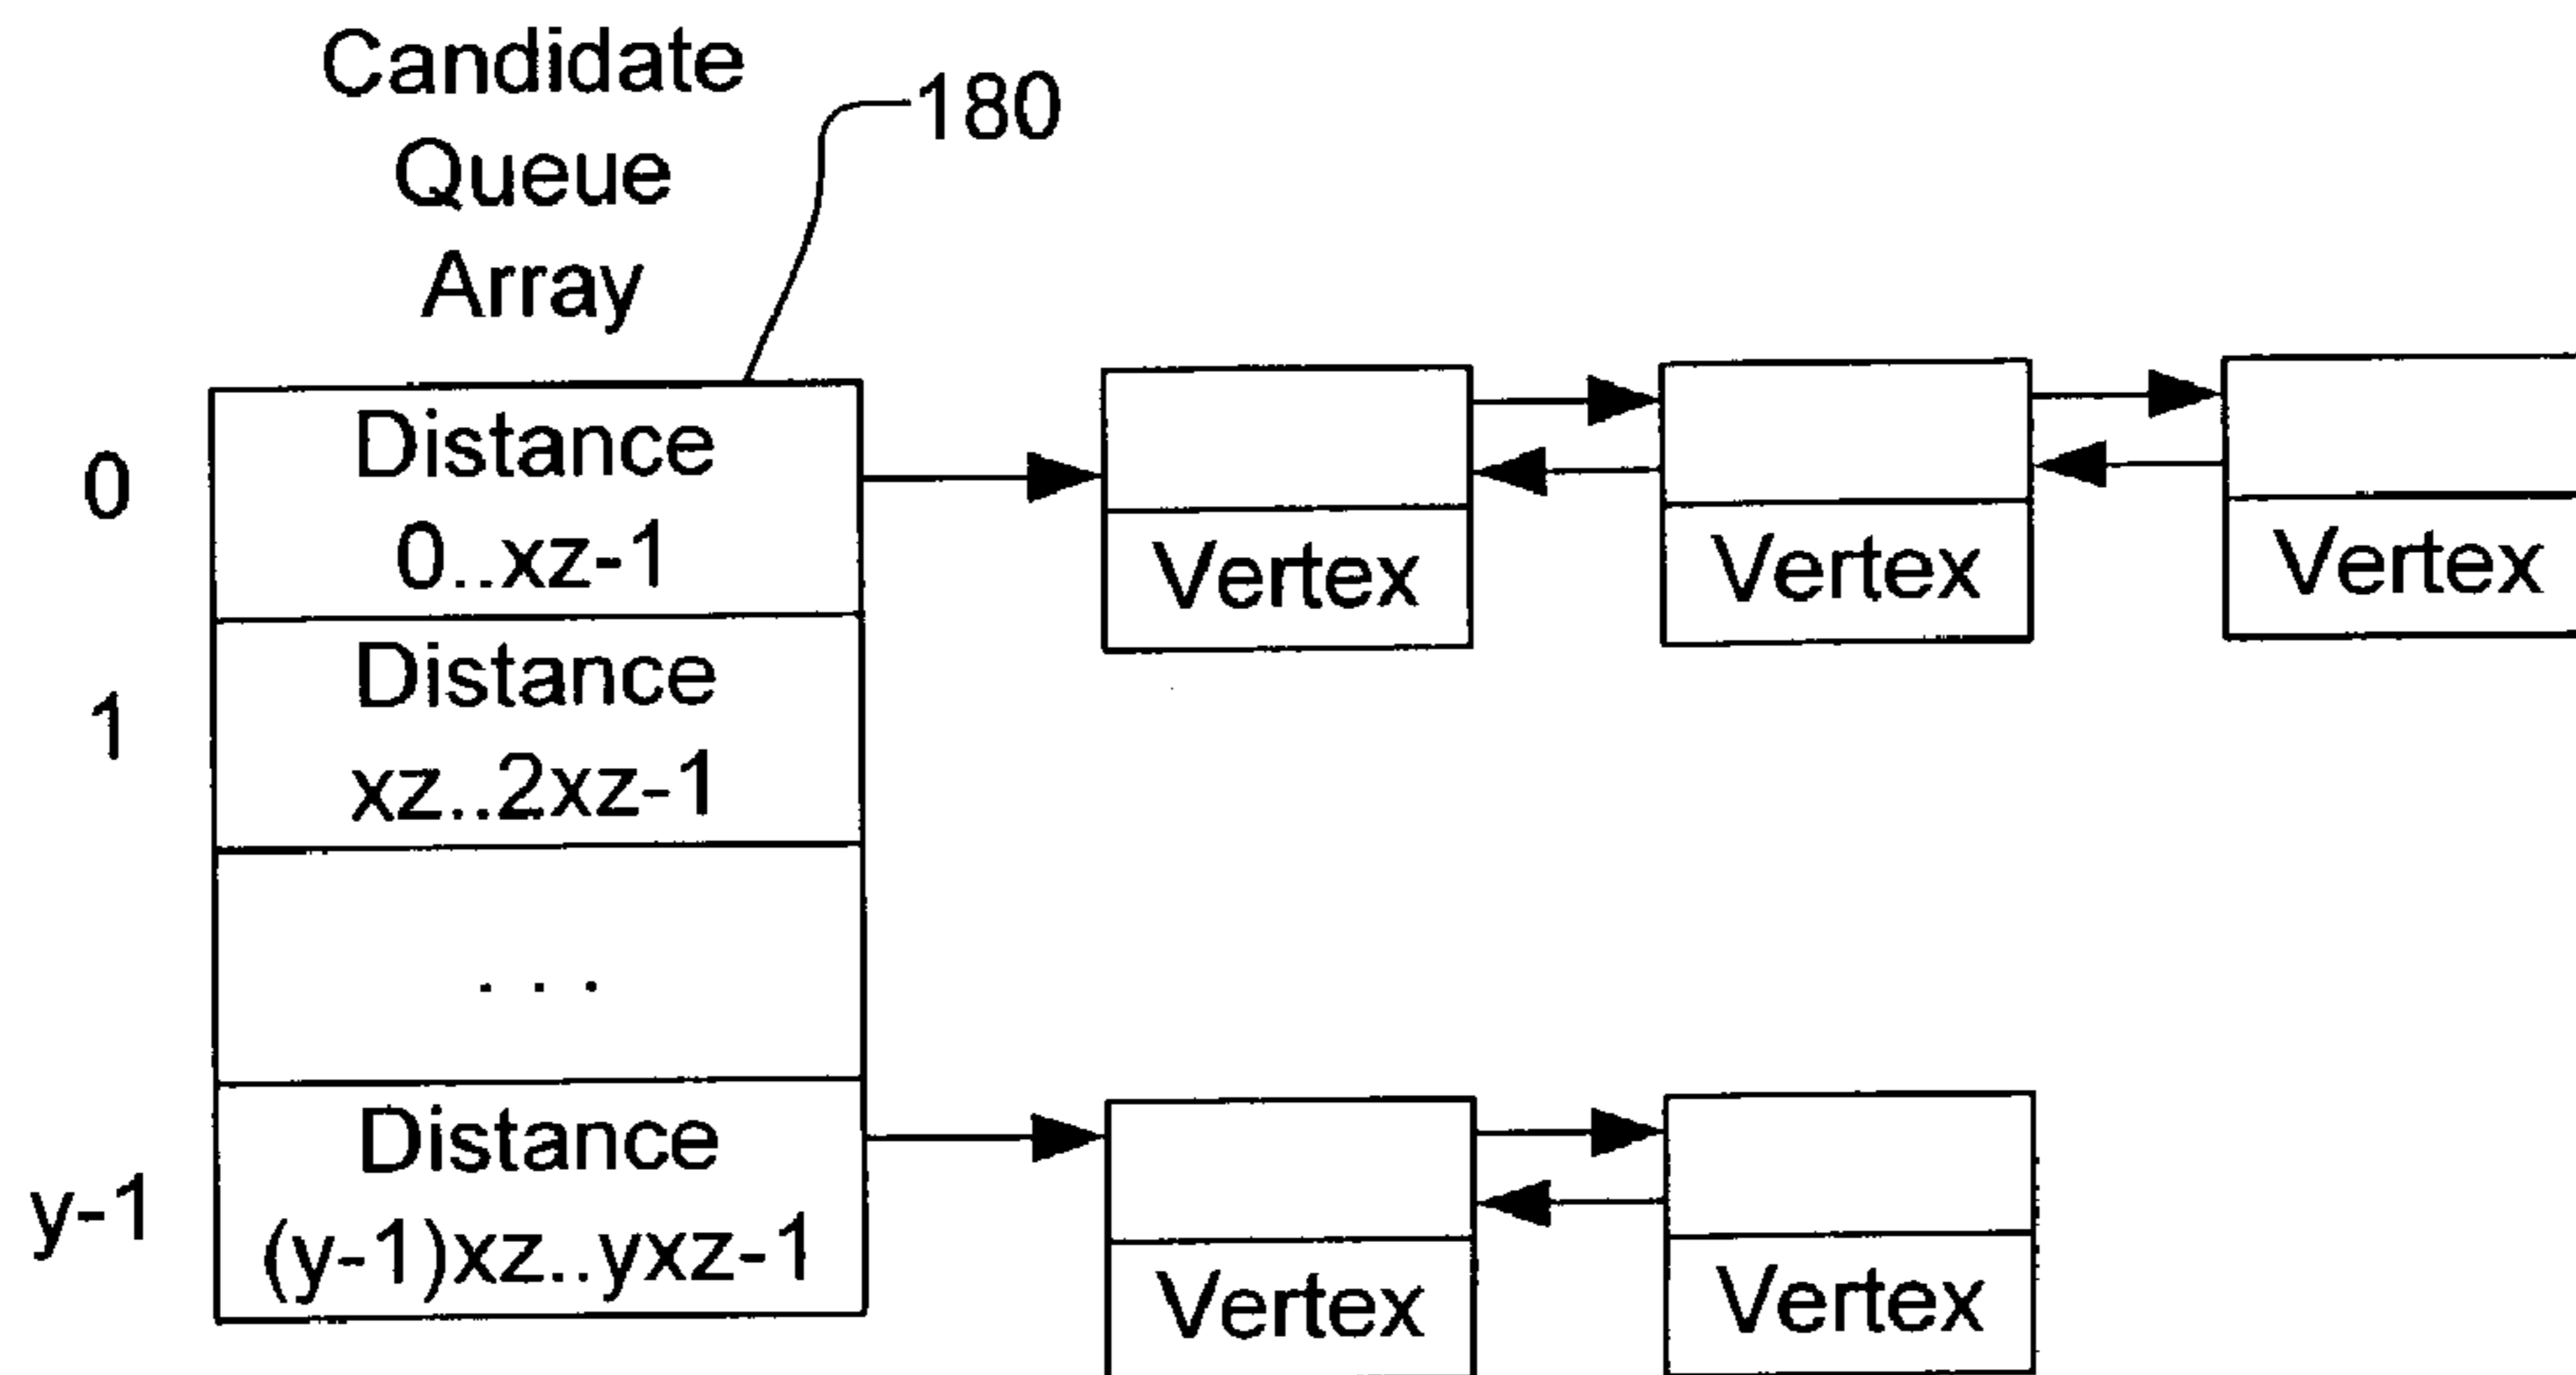 Candidate
Queue
Array
180
0
Distance
0..xz-1
Vertex
Vertex
Vertex
1
Distance
xz..2xz-1
. . .
y-1
Distance
(y-1)xz..yxz-1
Vertex
Vertex